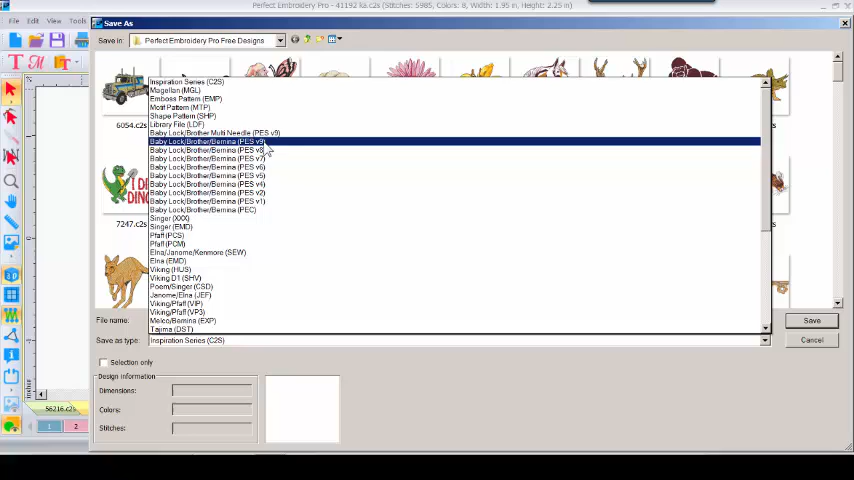 Perfect Embroidery Pro - 41192 ka.c2s (Stitches: 5985, Colors: 8, Width: 1.95 in, Height: 2.25 in)
File Edit View Tools
Save As
Save in: Perfect Embroidery Pro Free Designs
Inspiration Series (C2S)
Magellan (MGL)
Emboss Pattern (EMP)
Motif Pattern (MTP)
Shape Pattern (SHP)
Library File (LDF)
Baby Lock/Brother Multi Needle (PES v9)
Baby Lock/Brother/Bernina (PES v9)
Baby Lock/Brother/Bernina (PES v8)
Baby Lock/Brother/Bernina (PES v7)
Baby Lock/Brother/Bernina (PES v6)
Baby Lock/Brother/Bernina (PES v5)
Baby Lock/Brother/Bernina (PES v4)
Baby Lock/Brother/Bernina (PES v2)
Baby Lock/Brother/Bernina (PES v1)
Baby Lock/Brother/Bernina (PEC)
Singer (XXX)
Singer (EMD)
Pfaff (PCS)
Pfaff (PCM)
Elna/Janome/Kenmore (SEW)
Elna (EMD)
Viking (HUS)
Viking D1 (SHV)
Poem/Singer (CSD)
Janome/Elna (JEF)
Viking/Pfaff (VIP)
Viking/Pfaff (VP3)
Melco/Bernina (EXP)
Tajima (DST)
6054.c2s
I DI
DINO
7247.c2s
File name:
Save
Save as type: Inspiration Series (C2S)
Cancel
Selection only
Design Information
Dimensions:
Colors:
Stitches:
56216.c2s
1 2
0